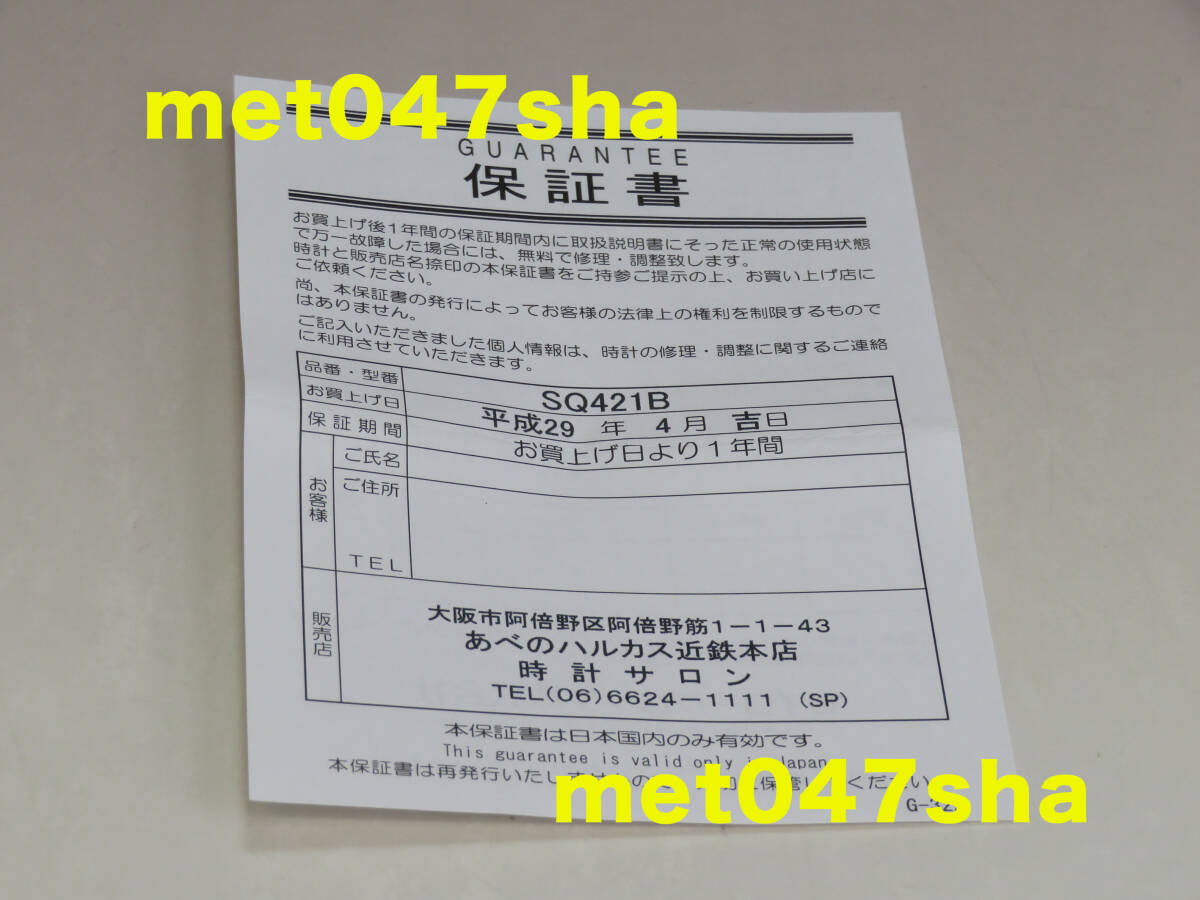 met047sha
GUARANTEE
保証書
お買上げ後1年間の保証期間内に取扱説明書にそった正常の使用状態
で万一故障した場合には、無料で修理・調整致します。
時計と販売店名捺印の本保証書をご持参ご提示の上、お買い上げ店に
ご依頼ください。
尚、本保証書の発行によってお客様の法律上の権利を制限するもので
はありません。
ご記入いただきました個人情報は、時計の修理・調整に関するご連絡
に利用させていただきます。
品番・型番 SQ421B
お買上げ日 平成29 年 4 月 吉日
保証期間 お買上げ日より1年間
お客様
ご氏名
ご住所
TEL
販売店
大阪市阿倍野区阿倍野筋1-1-43
あべのハルカス近鉄本店
時計サロン
TEL(06)6624-1111 (SP)
本保証書は日本国内のみ有効です。
This guarantee is valid only Japan
本保証書は再発行いたしませんので 保管 ください
met047sha